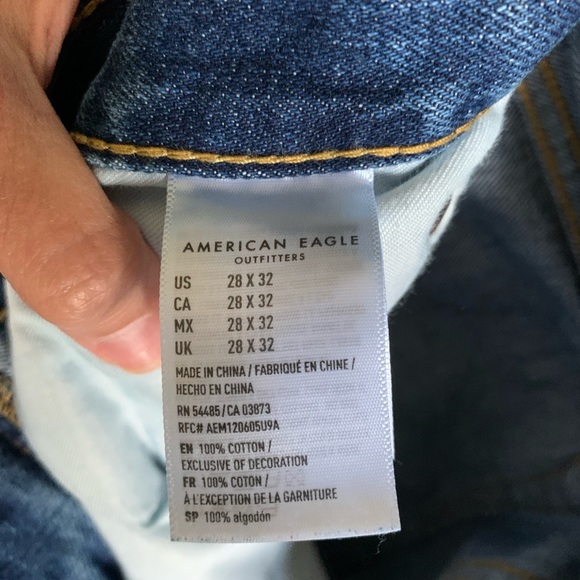 AMERICAN EAGLE
OUTFITTERS
US 28 X 32
CA 28 X 32
MX 28 X 32
UK 28 X 32
MADE IN CHINA / FABRIQUÉ EN CHINE /
HECHO EN CHINA
RN 54485 / CA 03873
RFC# AEM120605U9A
EN 100% COTTON /
EXCLUSIVE OF DECORATION
FR 100% COTON /
À L'EXCEPTION DE LA GARNITURE
SP 100% algodón